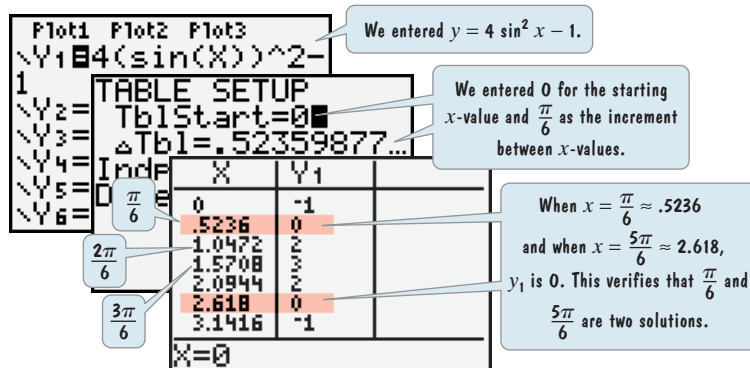 Plot1 Plot2 Plot3
\Y1=4(sin(X))^2-
1
\Y2=
\Y3=
\Y4=
\Y5=
\Y6=
We entered y = 4 sin² x − 1.
TABLE SETUP
TblStart=0
△Tbl=.52359877...
Indp
D
We entered 0 for the starting
x-value and π/6 as the increment
between x-values.
X Y1
0 -1
.5236 0
1.0472 2
1.5708 3
2.0944 2
2.618 0
3.1416 -1
X=0
π/6
2π/6
3π/6
When x = π/6 ≈ .5236
and when x = 5π/6 ≈ 2.618,
y₁ is 0. This verifies that π/6 and
5π/6 are two solutions.